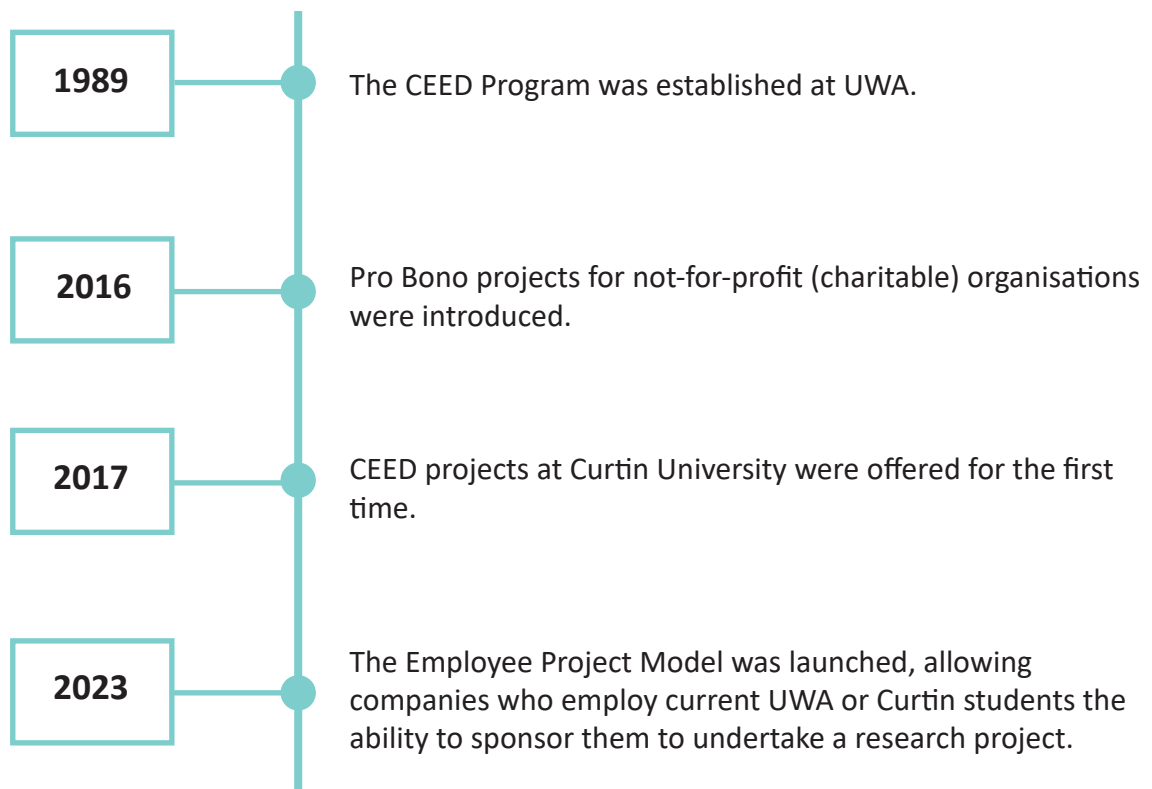 1989
The CEED Program was established at UWA.
2016
Pro Bono projects for not-for-profit (charitable) organisations
were introduced.
2017
CEED projects at Curtin University were offered for the first
time.
2023
The Employee Project Model was launched, allowing
companies who employ current UWA or Curtin students the
ability to sponsor them to undertake a research project.